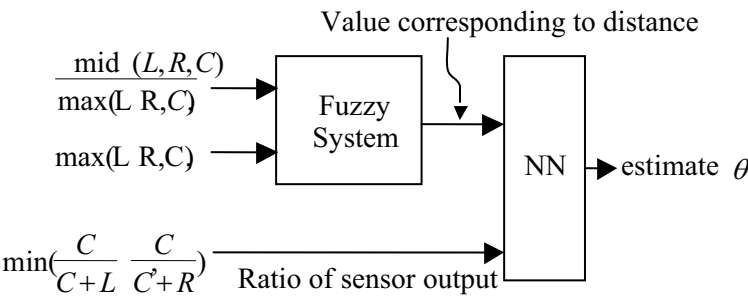 Value corresponding to distance
mid (L, R, C)
max(L R, C)
Fuzzy
System
max(L R, C)
NN
estimate θ
min(C/C+L C/C+R)
Ratio of sensor output